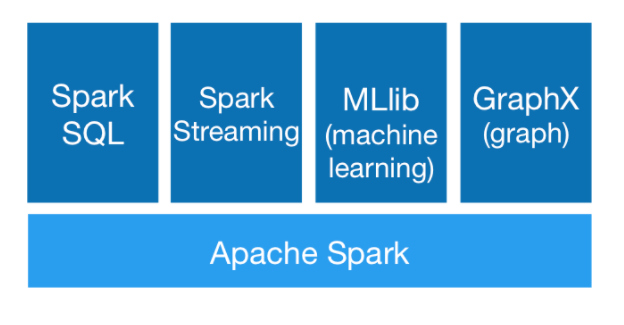 Spark
SQL
Spark
Streaming
MLlib
(machine
learning)
GraphX
(graph)
Apache Spark